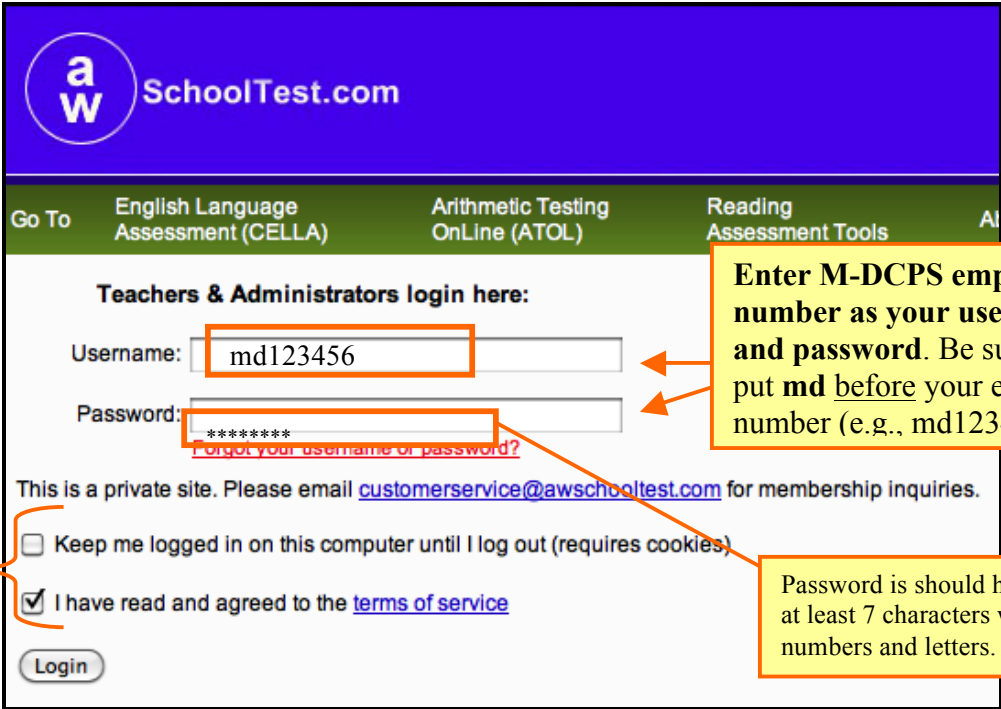 a
w
SchoolTest.com
Go To
English Language
Assessment (CELLA)
Arithmetic Testing
OnLine (ATOL)
Reading
Assessment Tools
Teachers & Administrators login here:
Username: md123456
Password: ********
Forgot your username or password?
Enter M-DCPS
number as your
and password. Be
put md before your
number (e.g., md123
This is a private site. Please email customerservice@awschooltest.com for membership inquiries.
Keep me logged in on this computer until I log out (requires cookies)
I have read and agreed to the terms of service
Login
Password is should
at least 7 characters
numbers and letters.